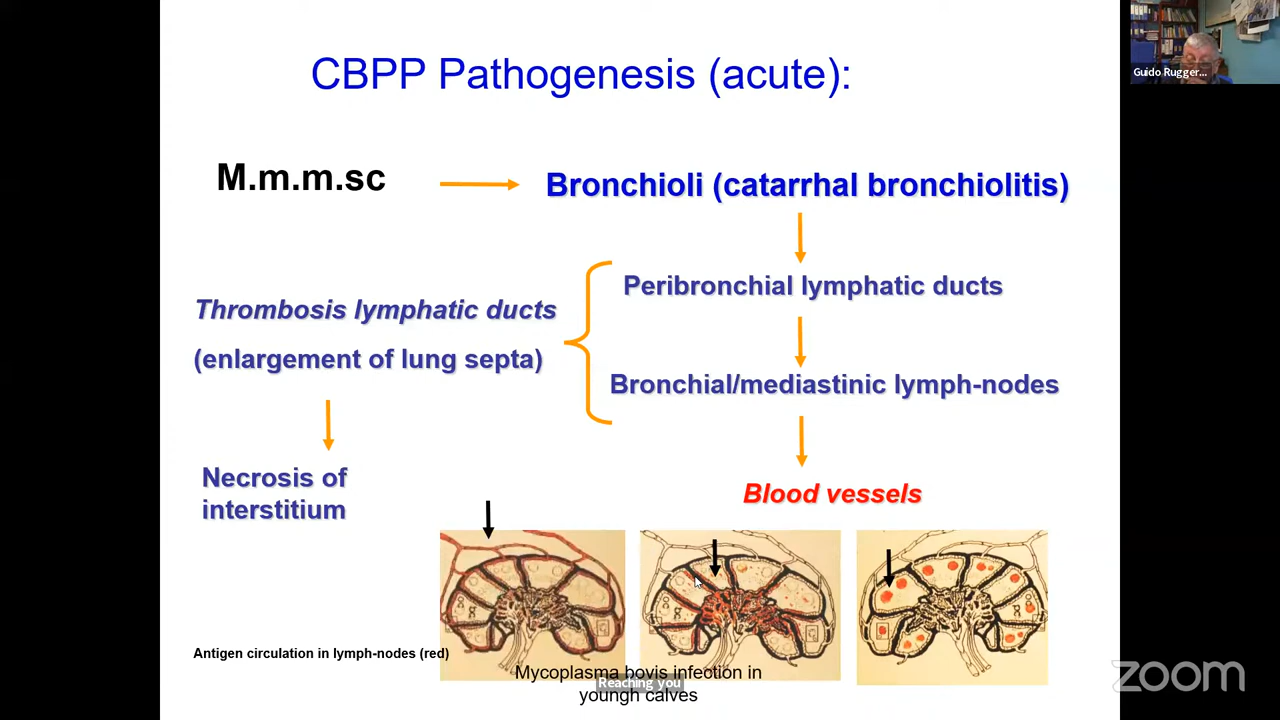 CBPP Pathogenesis (acute):
Guido Rugger...
M.m.m.sc
Bronchioli (catarrhal bronchiolitis)
Peribronchial lymphatic ducts
Thrombosis lymphatic ducts
(enlargement of lung septa)
Bronchial/mediastinic lymph-nodes
Necrosis of
interstitium
Blood vessels
Antigen circulation in lymph-nodes (red)
Mycoplasma bovis infection in
Reaching you
youngh calves
zoom